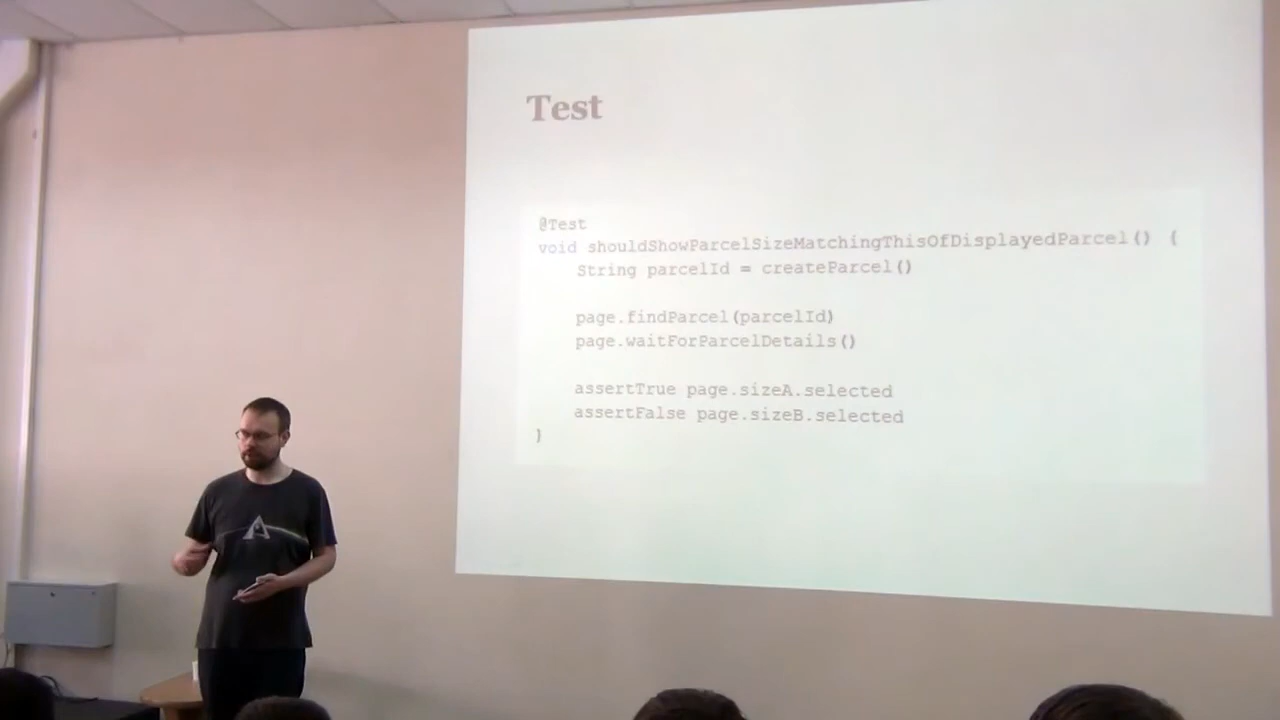 Test
@Test
void shouldShowParcelSizeMatchingThisOfDisplayedParcel() {
String parcelId = createParcel()
page.findParcel(parcelId)
page.waitForParcelDetails()
assertTrue page.sizeA.selected
assertFalse page.sizeB.selected
}